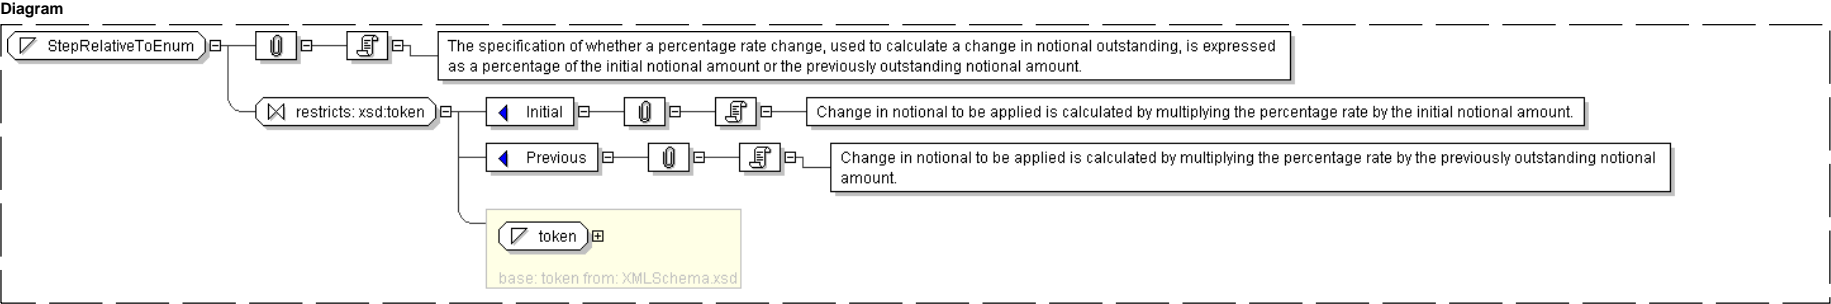 Diagram
StepRelativeToEnum
The specification of whether a percentage rate change, used to calculate a change in notional outstanding, is expressed
as a percentage of the initial notional amount or the previously outstanding notional amount.
restricts: xsd:token
Initial
Change in notional to be applied is calculated by multiplying the percentage rate by the initial notional amount.
Previous
Change in notional to be applied is calculated by multiplying the percentage rate by the previously outstanding notional
amount.
token
base: token from: XMLSchema.xsd